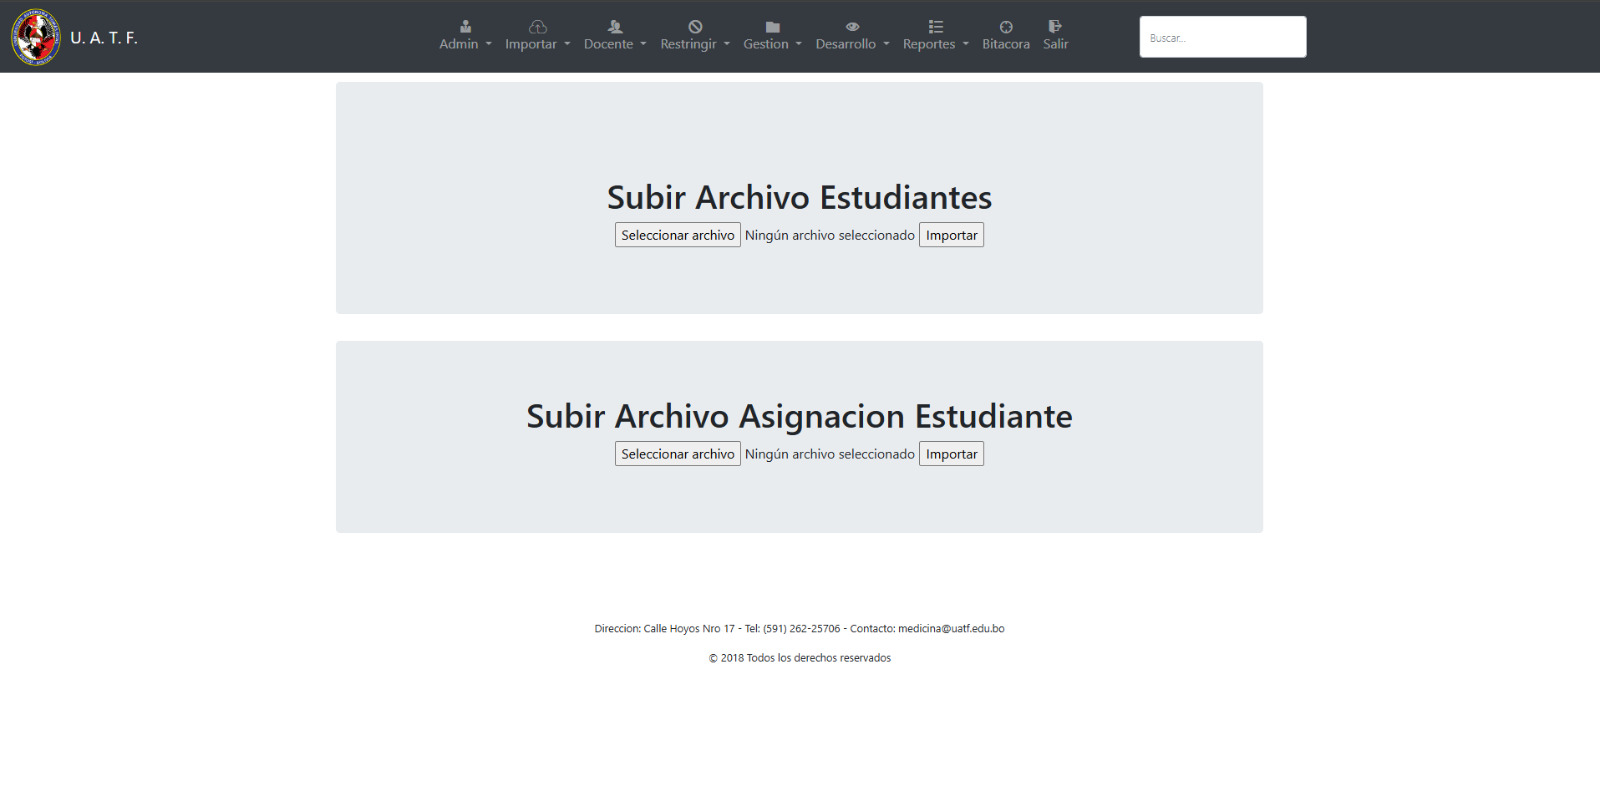 U. A. T. F.
Admin Importar Docente Restringir Gestion Desarrollo Reportes Bitacora Salir
Buscar...
Subir Archivo Estudiantes
Seleccionar archivo Ningún archivo seleccionado Importar
Subir Archivo Asignacion Estudiante
Seleccionar archivo Ningún archivo seleccionado Importar
Direccion: Calle Hoyos Nro 17 - Tel: (591) 262-25706 - Contacto: medicina@uatf.edu.bo
© 2018 Todos los derechos reservados